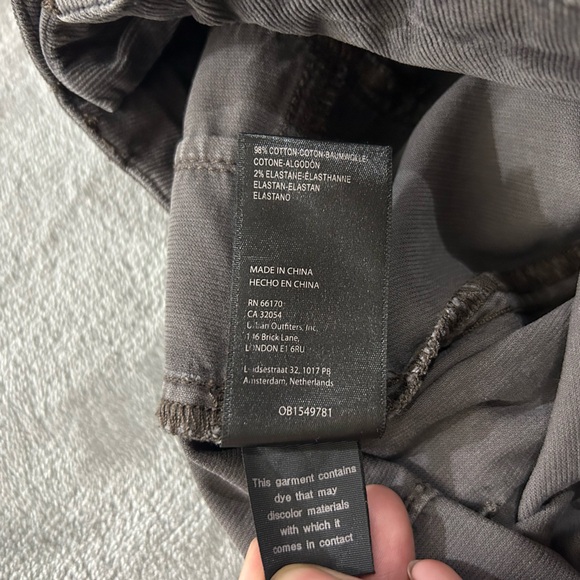 98% COTTON-COTON-BAUMWOLLE-
COTONE-ALGODÓN
2% ELASTANE-ÉLASTHANNE
ELASTAN-ELASTAN
ELASTANO
MADE IN CHINA
HECHO EN CHINA
RN 66170
CA 32054
Urban Outfitters, Inc.
116 Brick Lane,
LONDON E1 6RU
Leidsestraat 32, 1017 PB
Amsterdam, Netherlands
OB1549781
This garment contains
dye that may
discolor materials
with which it
comes in contact